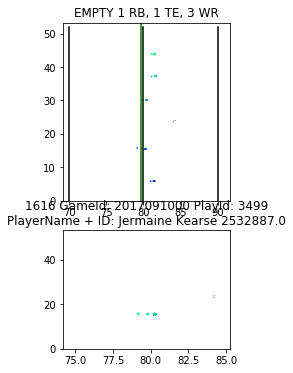 EMPTY 1 RB, 1 TE, 3 WR
50
40
30
20
10
0
70 75 80 85 90
1616 GameId: 2017091000 PlayId: 3499
PlayerName + ID: Jermaine Kearse 2532887.0
40
20
0
75.0 77.5 80.0 82.5 85.0